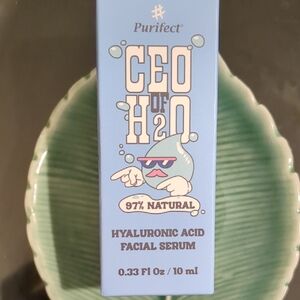 Purifect®
CEO
OF
H2O
97% NATURAL
HYALURONIC ACID
FACIAL SERUM
0.33 Fl Oz / 10 ml